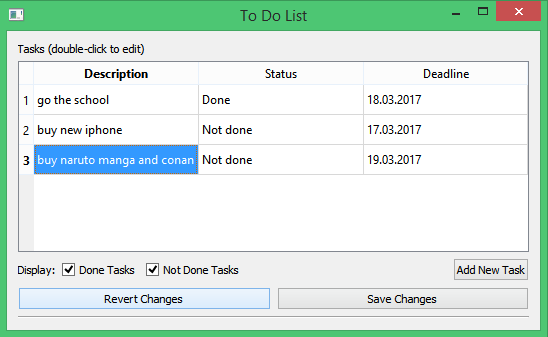 To Do List
Tasks (double-click to edit)
Description Status Deadline
1 go the school Done 18.03.2017
2 buy new iphone Not done 17.03.2017
3 buy naruto manga and conan Not done 19.03.2017
Display: Done Tasks Not Done Tasks Add New Task
Revert Changes Save Changes